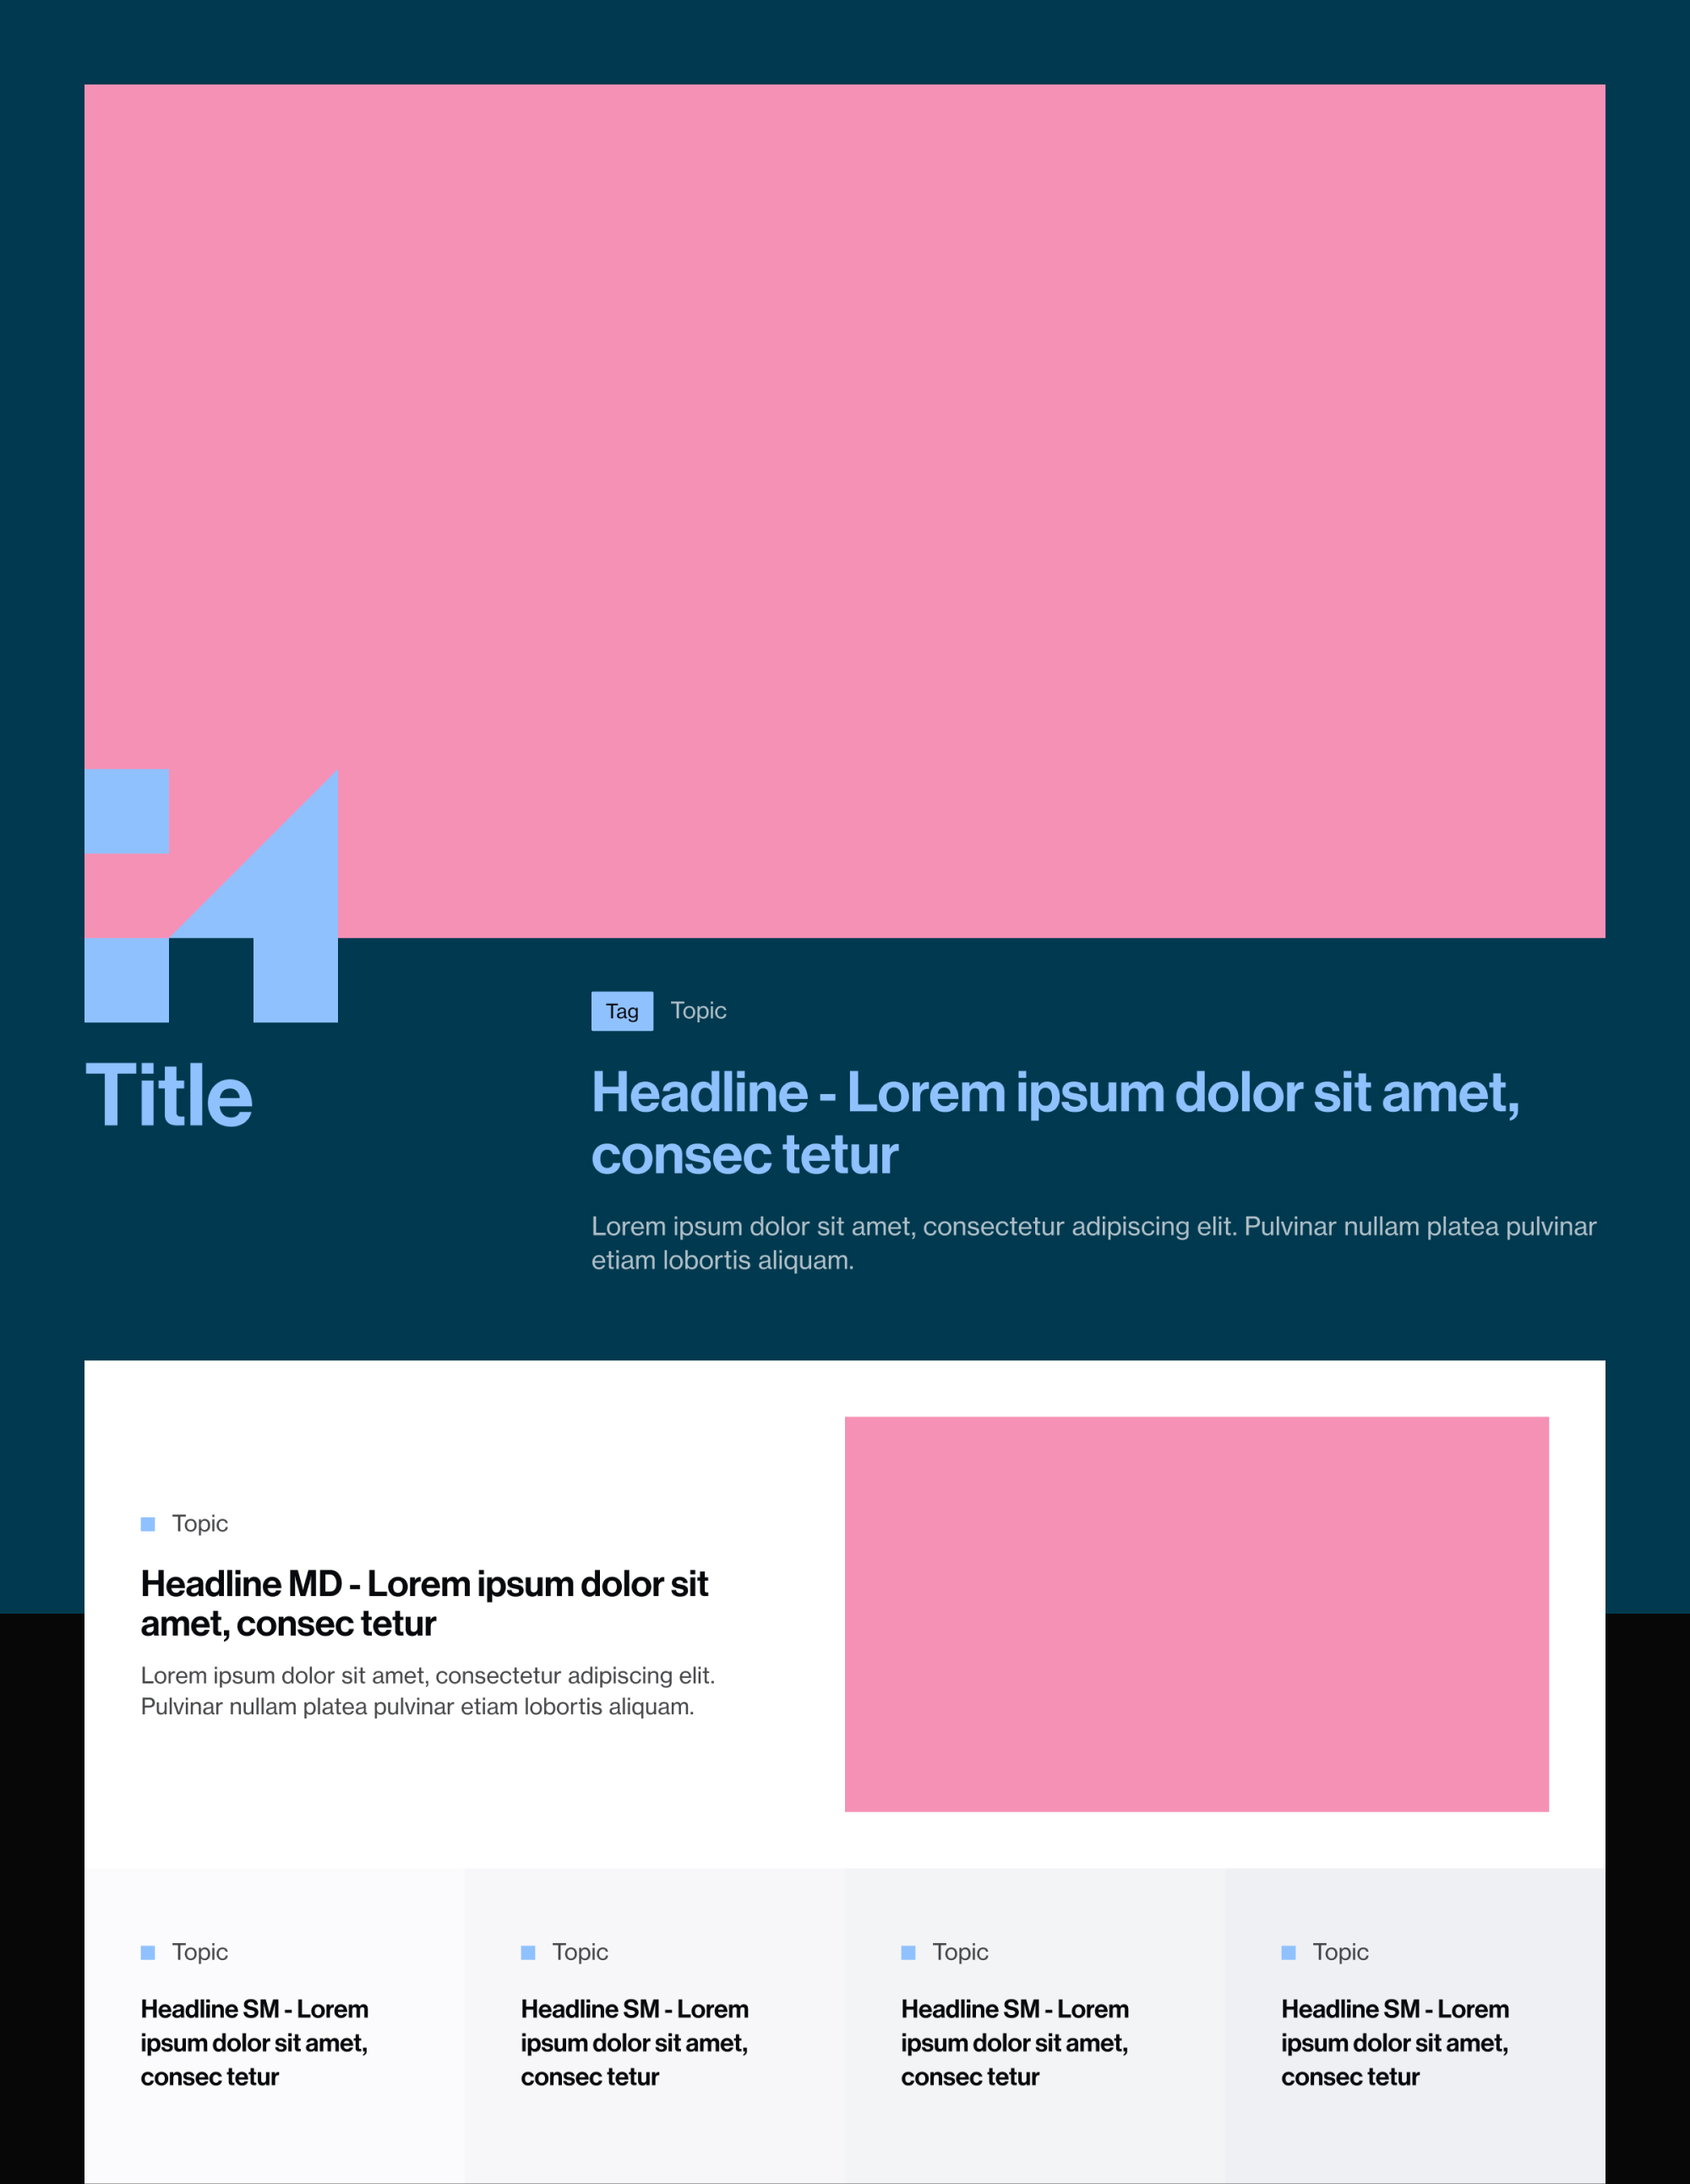 Title
Tag
Topic
Headline - Lorem ipsum dolor sit amet,
consec tetur
Lorem ipsum dolor sit amet, consectetur adipiscing elit. Pulvinar nullam platea pulvinar
etiam lobortis aliquam.
Topic
Headline MD - Lorem ipsum dolor sit
amet, consec tetur
Lorem ipsum dolor sit amet, consectetur adipiscing elit.
Pulvinar nullam platea pulvinar etiam lobortis aliquam.
Topic
Headline SM - Lorem
ipsum dolor sit amet,
consec tetur
Topic
Headline SM - Lorem
ipsum dolor sit amet,
consec tetur
Topic
Headline SM - Lorem
ipsum dolor sit amet,
consec tetur
Topic
Headline SM - Lorem
ipsum dolor sit amet,
consec tetur